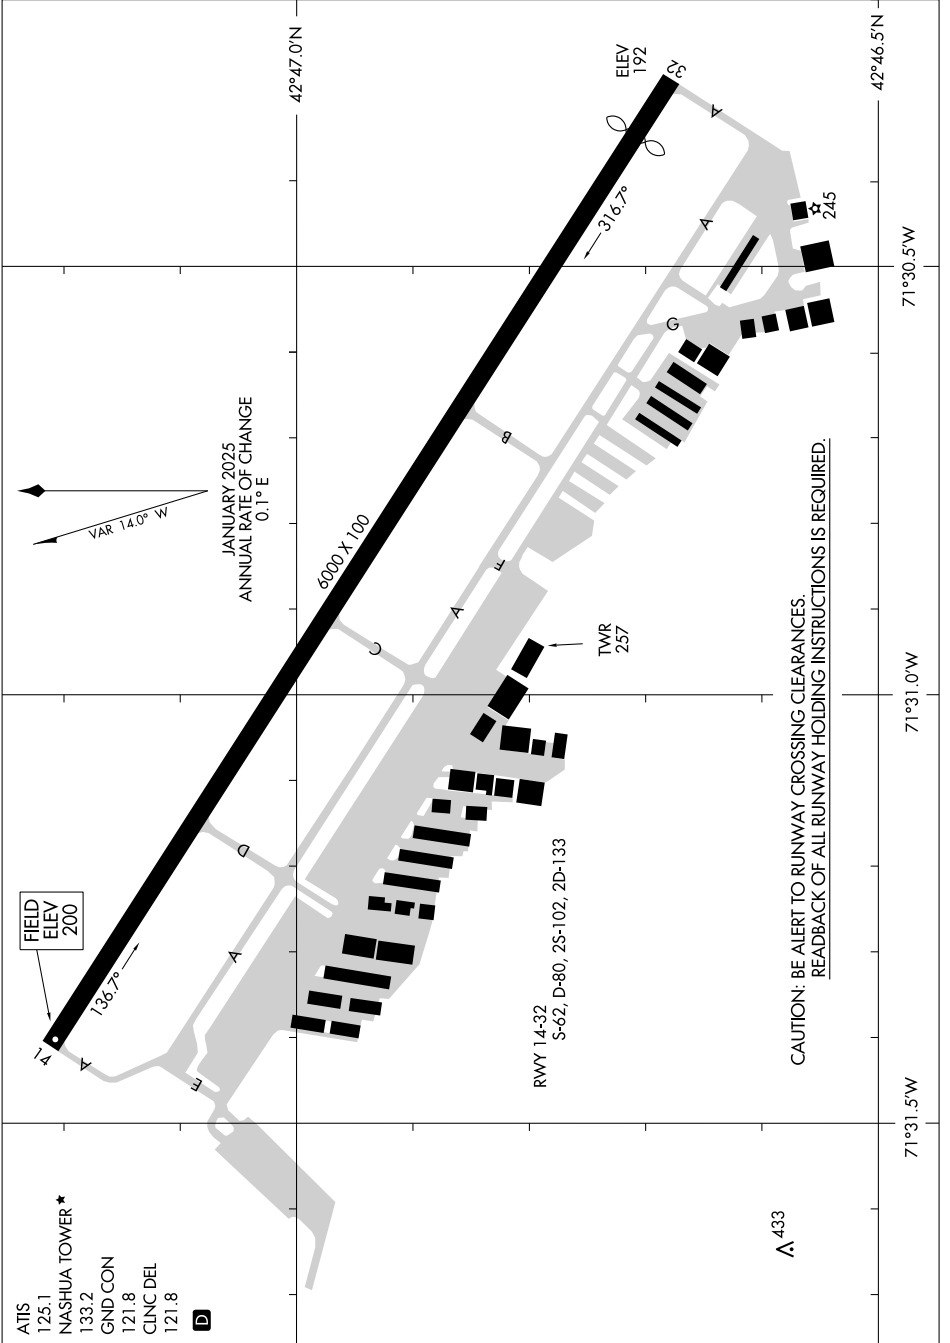 ATIS
125.1
NASHUA TOWER ★
133.2
GND CON
121.8
CLNC DEL
121.8
D
FIELD
ELEV
200
14
136.7°
A
E
A
D
C
A
F
B
6000 X 100
VAR 14.0° W
JANUARY 2025
ANNUAL RATE OF CHANGE
0.1° E
316.7°
ELEV
192
32
A
A
G
245
TWR
257
433
RWY 14-32
S-62, D-80, 2S-102, 2D-133
CAUTION: BE ALERT TO RUNWAY CROSSING CLEARANCES.
READBACK OF ALL RUNWAY HOLDING INSTRUCTIONS IS REQUIRED.
42°47.0'N
42°46.5'N
71°31.5'W
71°31.0'W
71°30.5'W